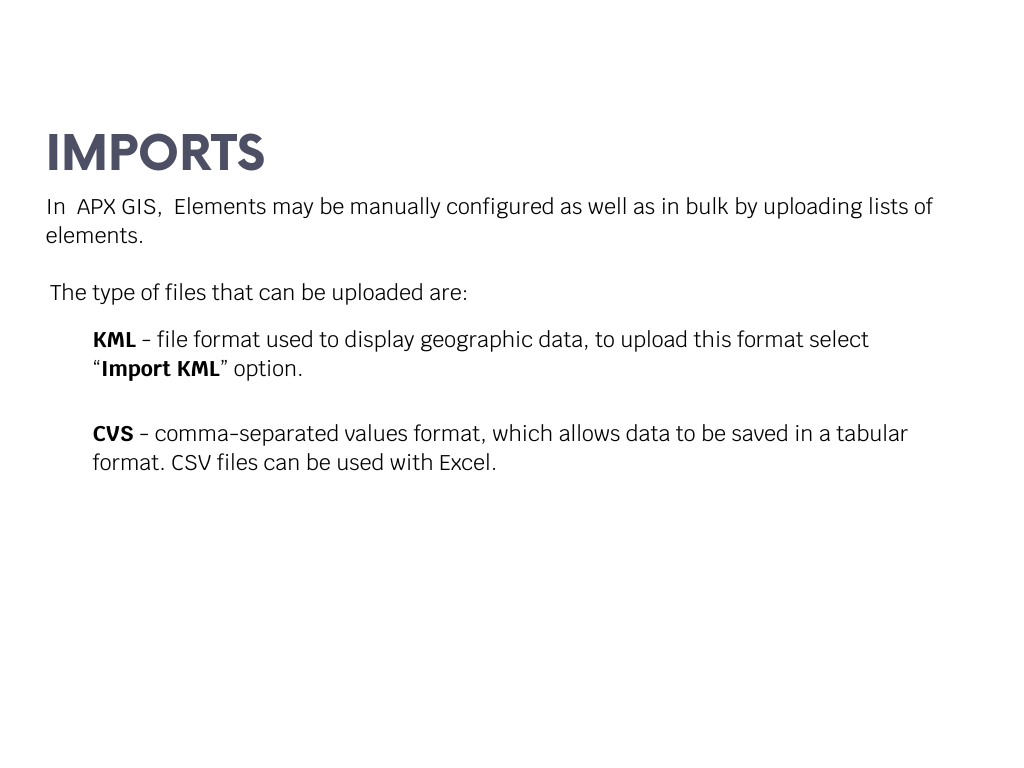 IMPORTS
In  APX GIS,  Elements may be manually configured as well as in bulk by uploading lists of
elements.
The type of files that can be uploaded are:
KML - file format used to display geographic data, to upload this format select
“Import KML” option.
CVS - comma-separated values format, which allows data to be saved in a tabular
format. CSV files can be used with Excel.